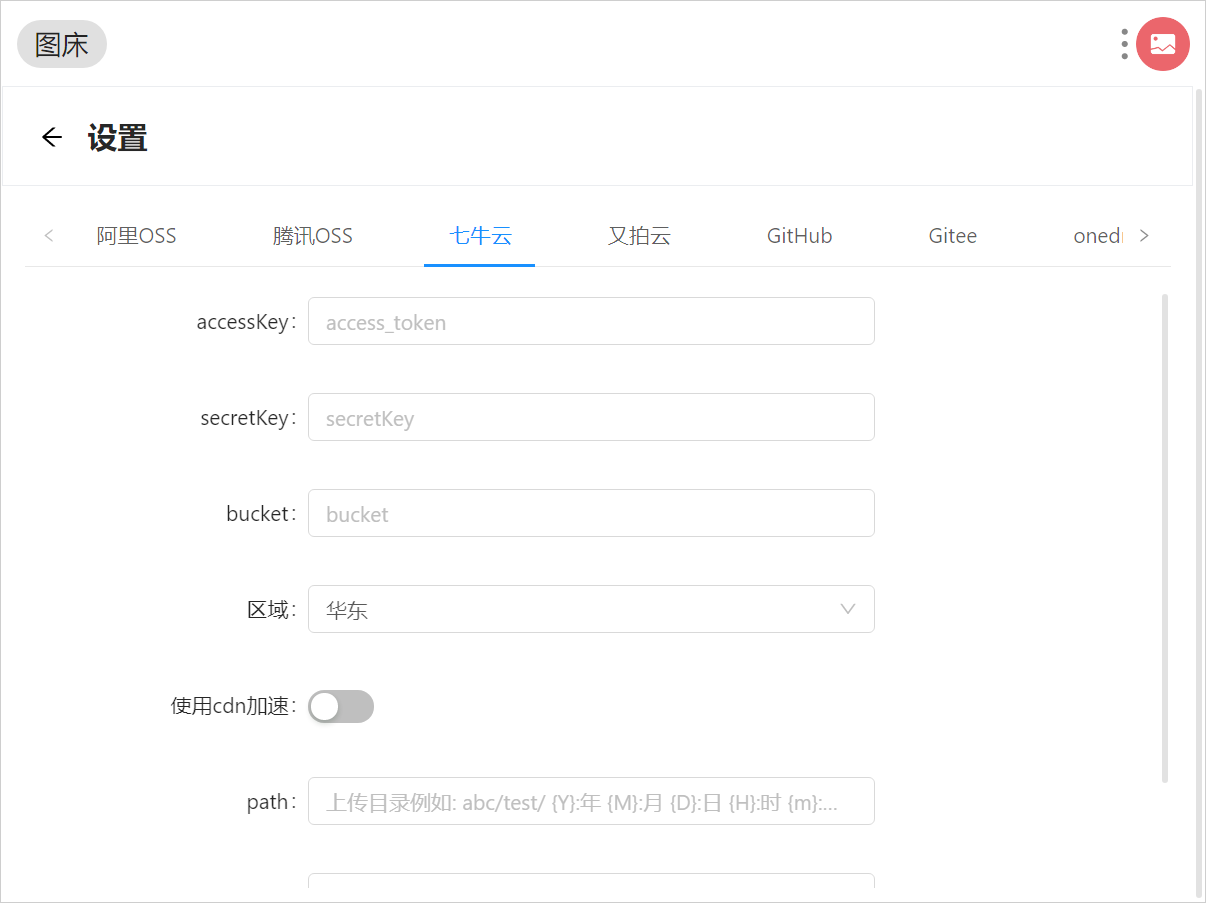 图床
设置
阿里OSS 腾讯OSS 七牛云 又拍云 GitHub Gitee
accessKey: access_token
secretKey: secretKey
bucket: bucket
区域: 华东
使用cdn加速:
path: 上传目录例如: abc/test/ {Y}:年 {M}:月 {D}:日 {H}:时 {m}:...